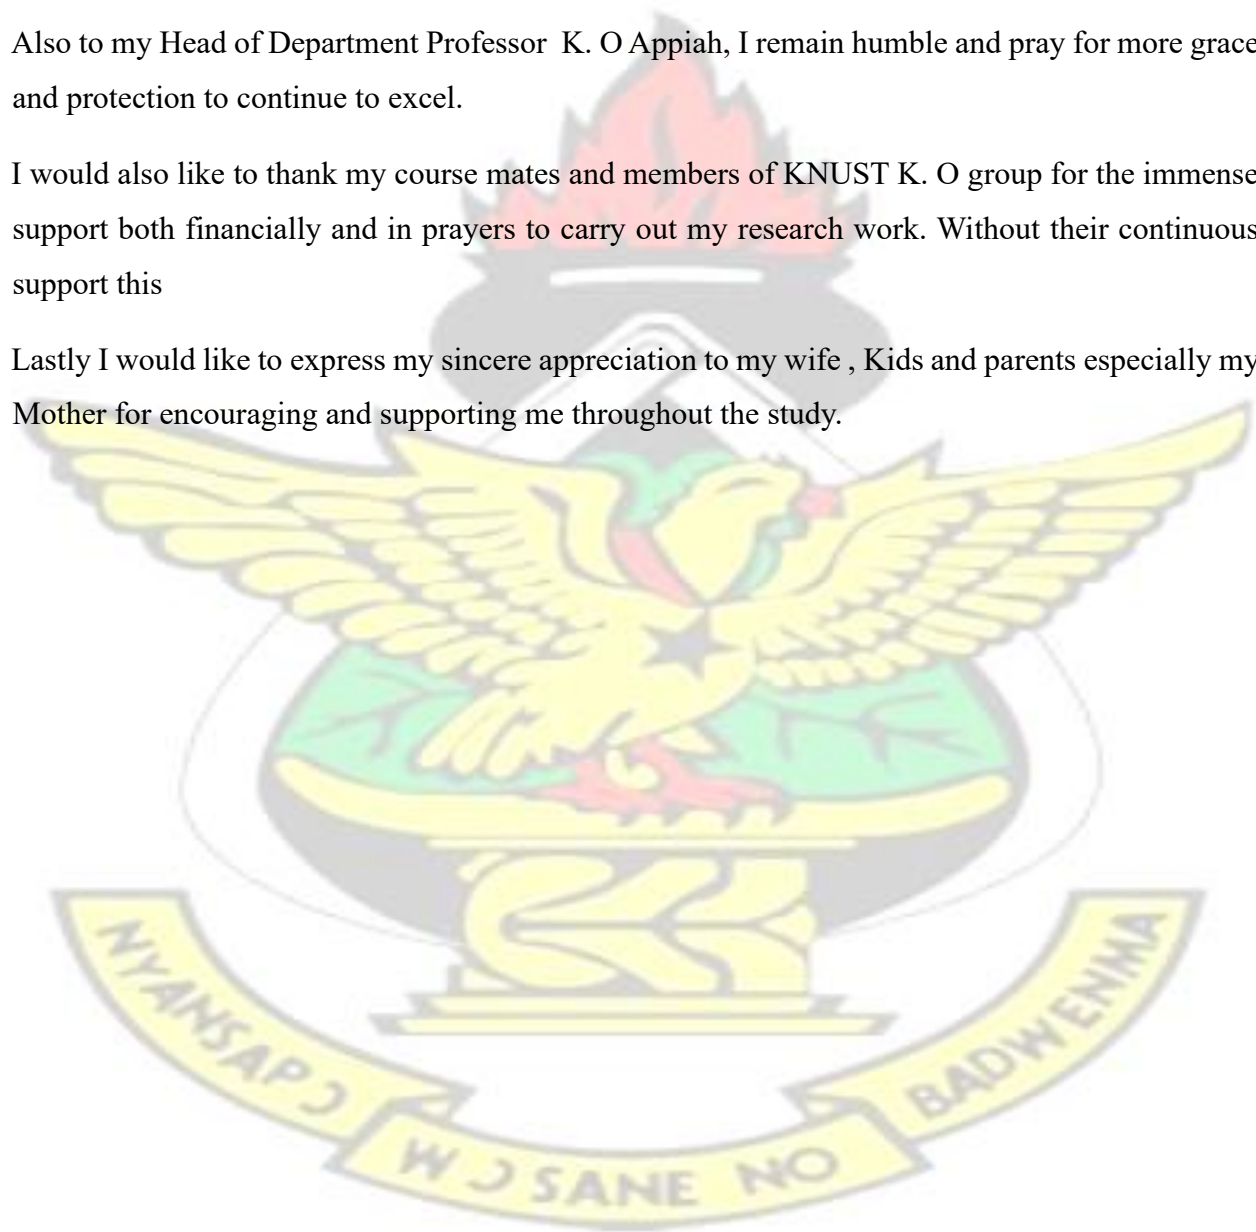 Also to my Head of Department Professor K. O Appiah, I remain humble and pray for more grace
and protection to continue to excel.
I would also like to thank my course mates and members of KNUST K. O group for the immense
support both financially and in prayers to carry out my research work. Without their continuous
support this
Lastly I would like to express my sincere appreciation to my wife , Kids and parents especially my
Mother for encouraging and supporting me throughout the study.
NYANSAPƆ
WƆSANE NO
BADWENMA